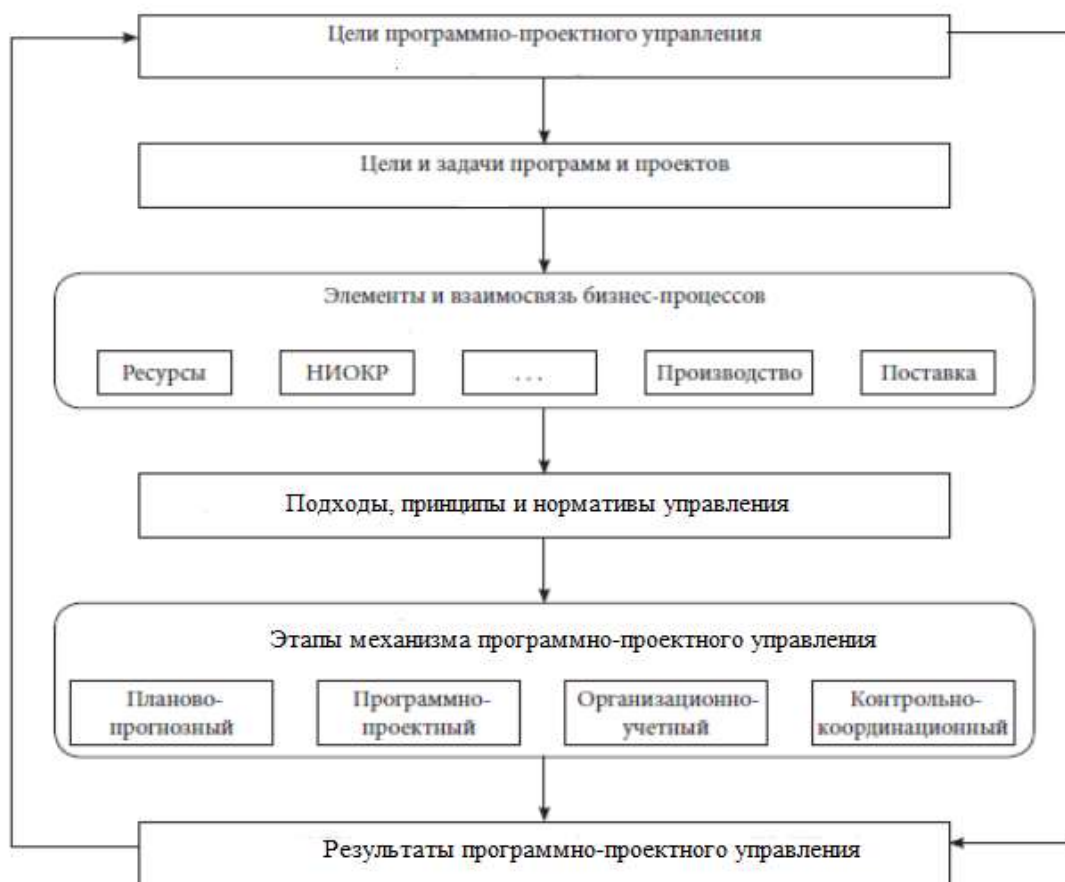 Цели программно-проектного управления
Цели и задачи программ и проектов
Элементы и взаимосвязь бизнес-процессов
Ресурсы
НИОКР
...
Производство
Поставка
Подходы, принципы и нормативы управления
Этапы механизма программно-проектного управления
Планово-
прогнозный
Программно-
проектный
Организационно-
учетный
Контрольно-
координационный
Результаты программно-проектного управления